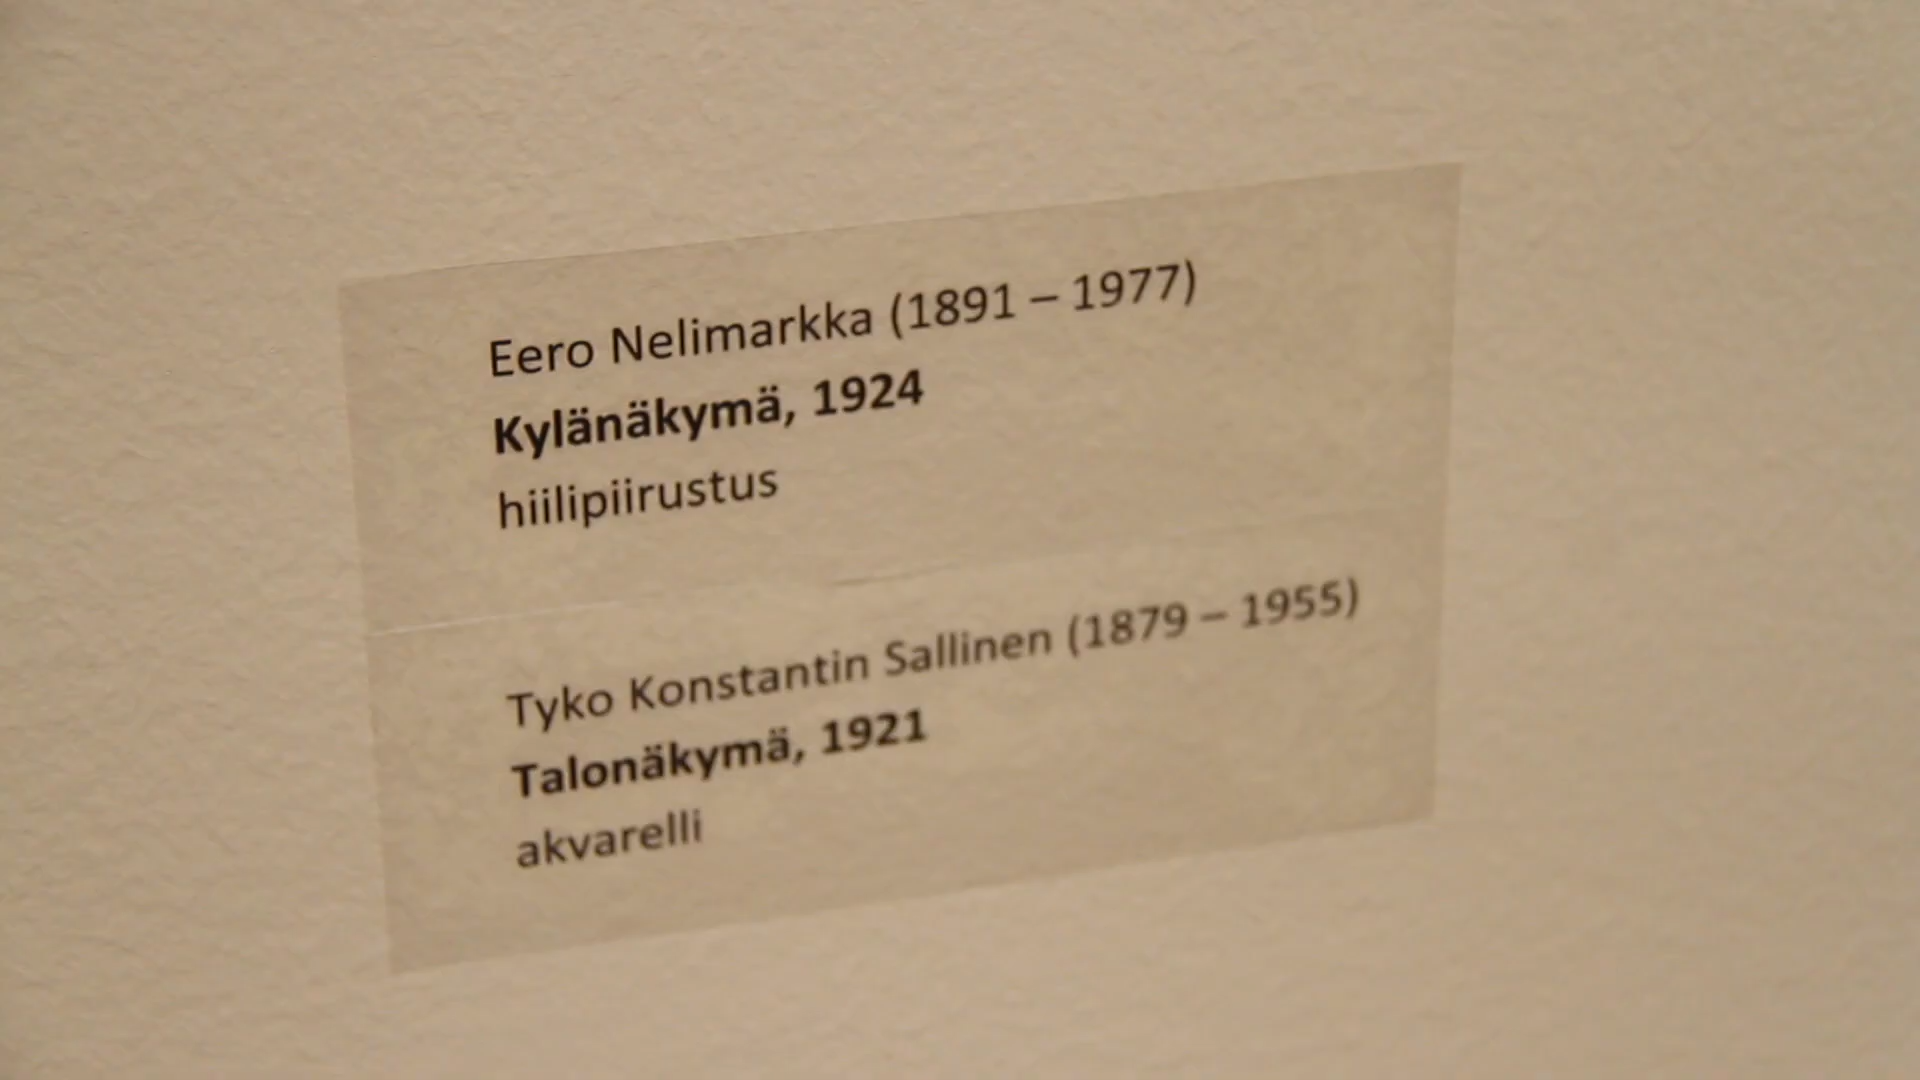 Eero Nelimarkka (1891 – 1977)
Kylänäkymä, 1924
hiilipiirustus
Tyko Konstantin Sallinen (1879 – 1955)
Talonäkymä, 1921
akvarelli